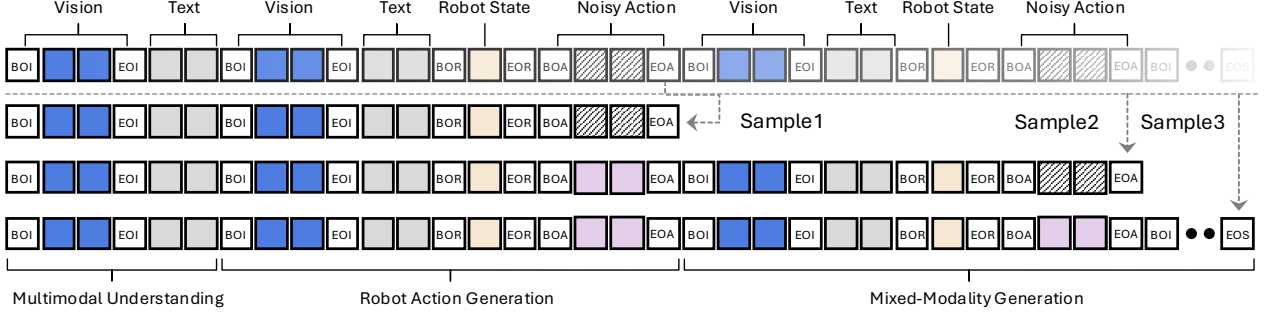 Vision Text Vision Text Robot State Noisy Action Vision Text Robot State Noisy Action
BOI EOI BOI EOI BOR EOR BOA EOA BOI EOI BOR EOR BOA EOA BOI EOS
BOI EOI BOI EOI BOR EOR BOA EOA Sample1 Sample2 Sample3
BOI EOI BOI EOI BOR EOR BOA EOA BOI EOI BOR EOR BOA EOA
BOI EOI BOI EOI BOR EOR BOA EOA BOI EOI BOR EOR BOA EOA BOI EOS
Multimodal Understanding Robot Action Generation Mixed-Modality Generation